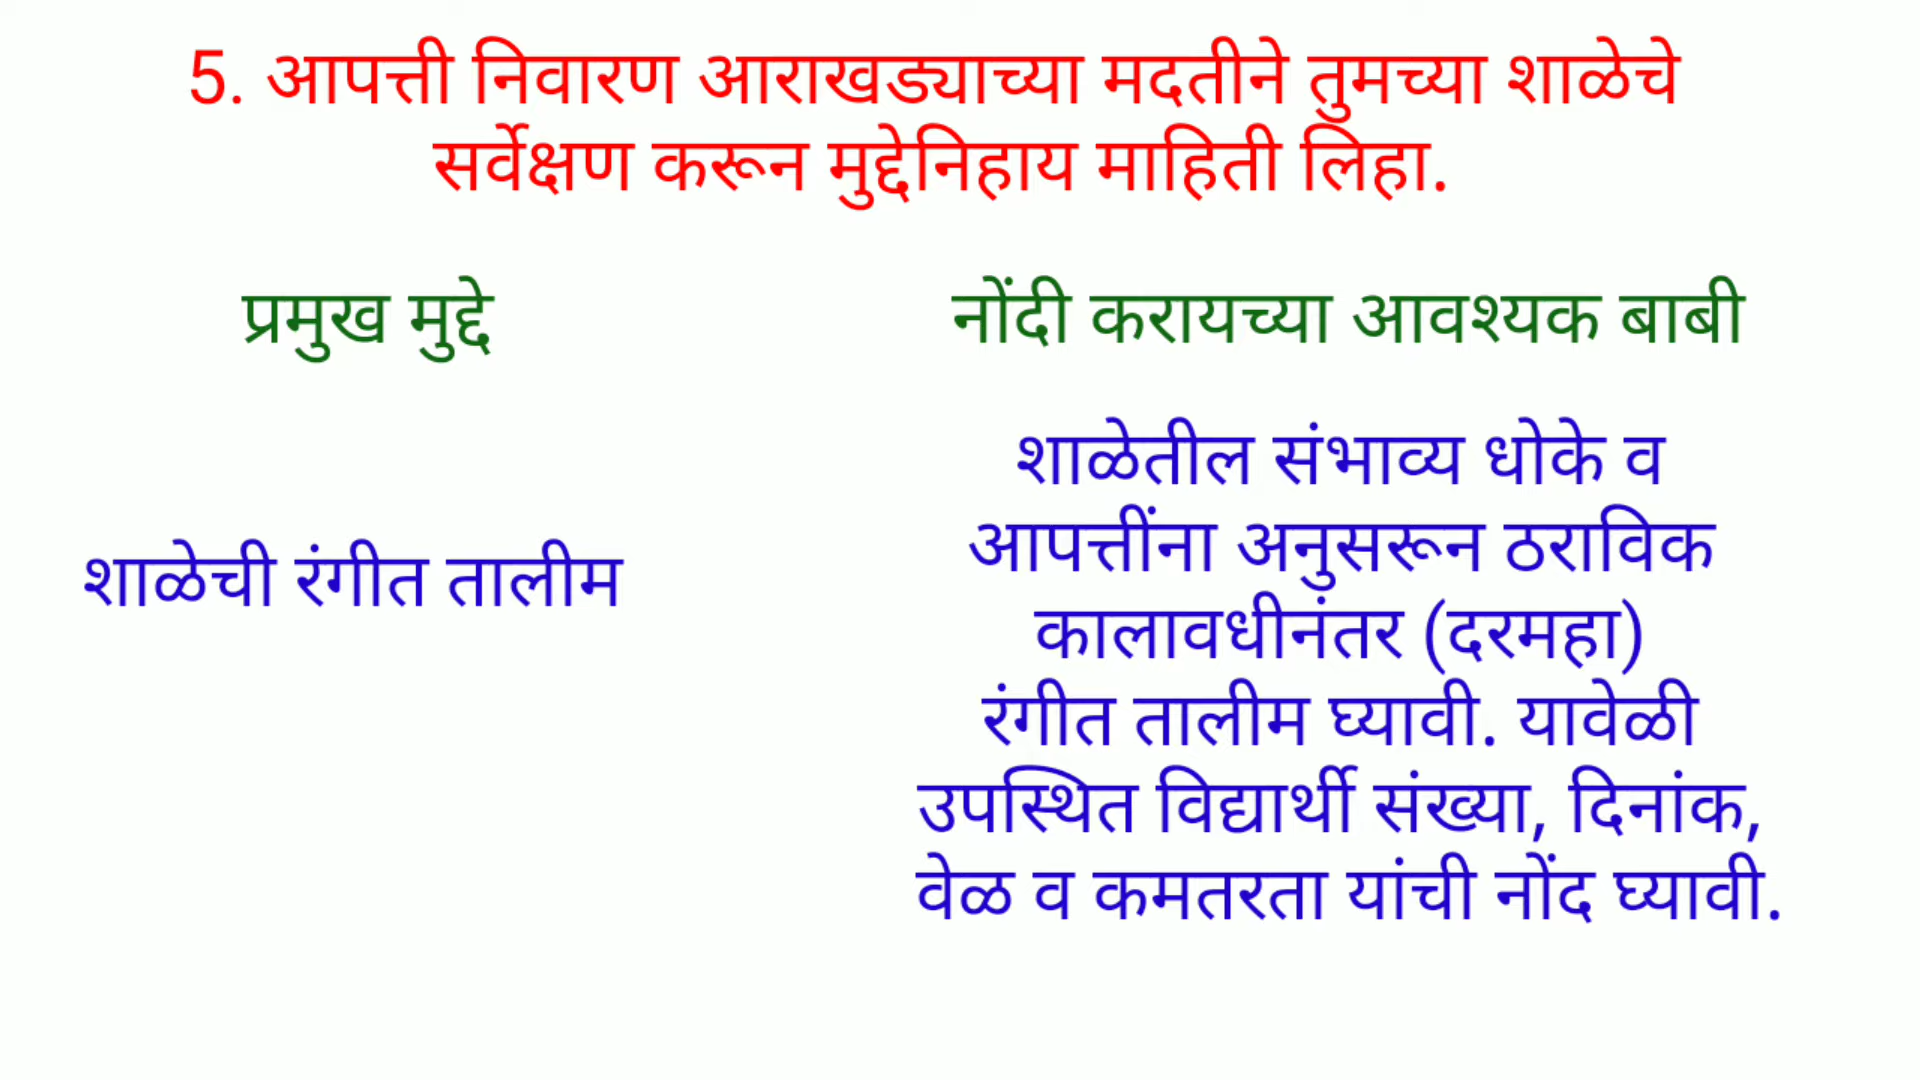 5. आपत्ती निवारण आराखड्याच्या मदतीने तुमच्या शाळेचे
सर्वेक्षण करून मुद्देनिहाय माहिती लिहा.
प्रमुख मुद्दे
नोंदी करायच्या आवश्यक बाबी
शाळेची रंगीत तालीम
शाळेतील संभाव्य धोके व
आपत्तींना अनुसरून ठराविक
कालावधीनंतर (दरमहा)
रंगीत तालीम घ्यावी. यावेळी
उपस्थित विद्यार्थी संख्या, दिनांक,
वेळ व कमतरता यांची नोंद घ्यावी.